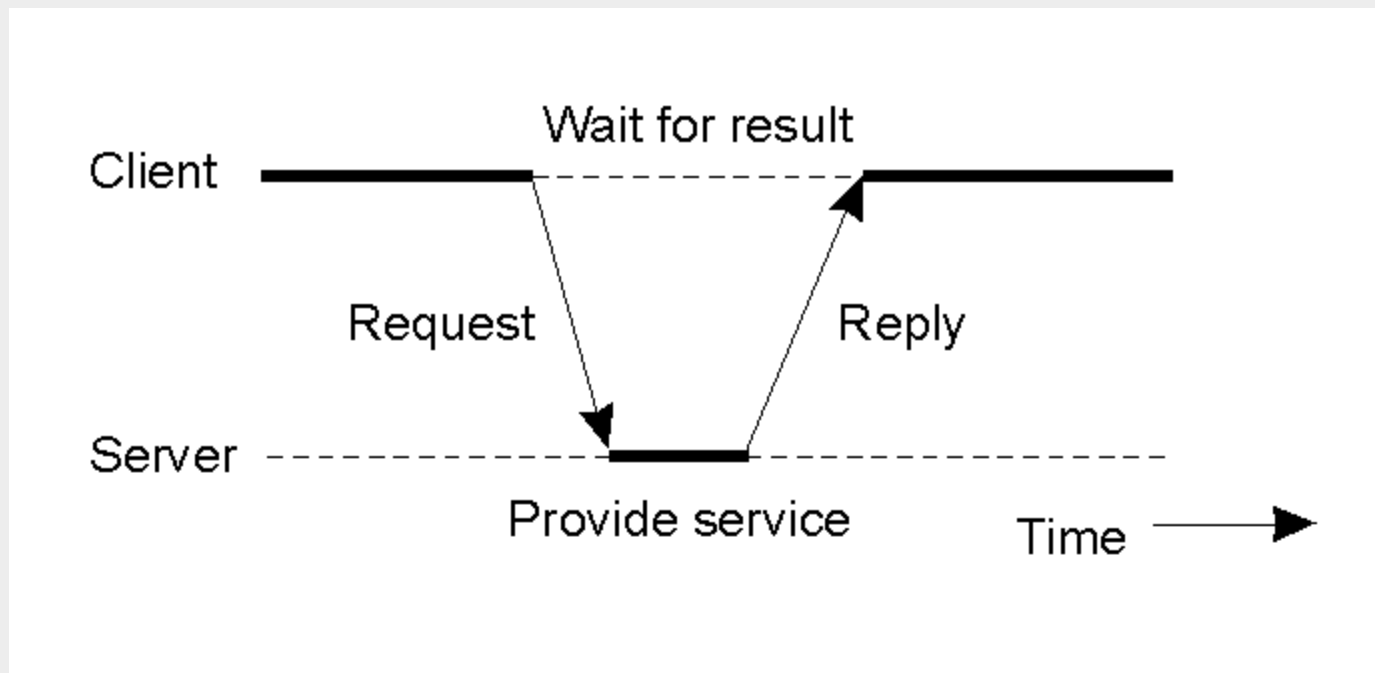 Wait for result
Client
Request
Reply
Server
Provide service
Time